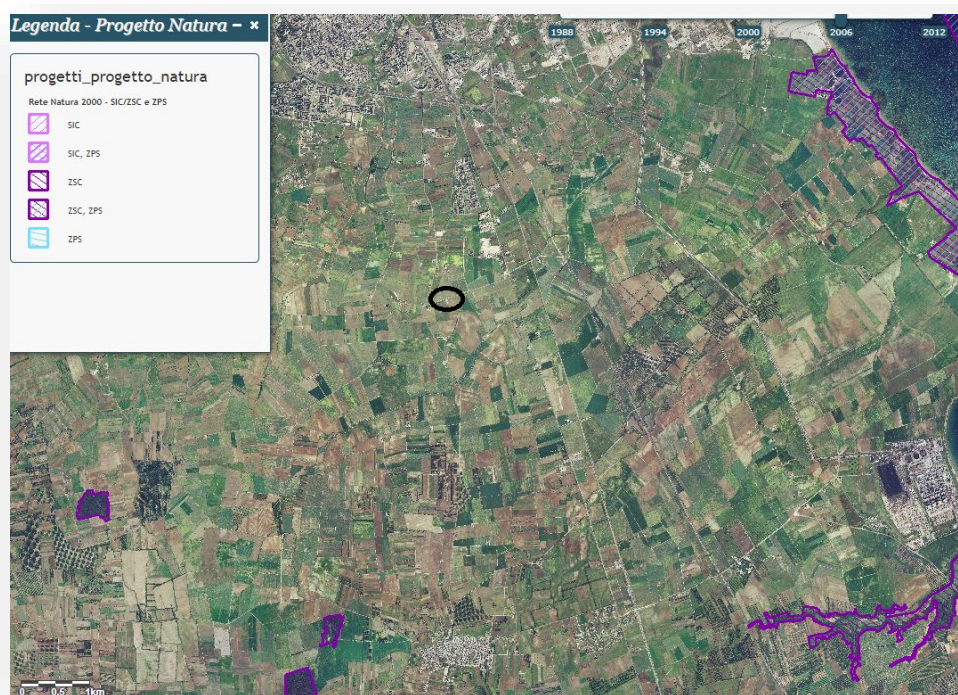 Legenda - Progetto Natura – ×
progetti_progetto_natura
Rete Natura 2000 - SIC/ZSC e ZPS
SIC
SIC, ZPS
ZSC
ZSC, ZPS
ZPS
1988 1994 2000 2006 2012
0 0.5 1km